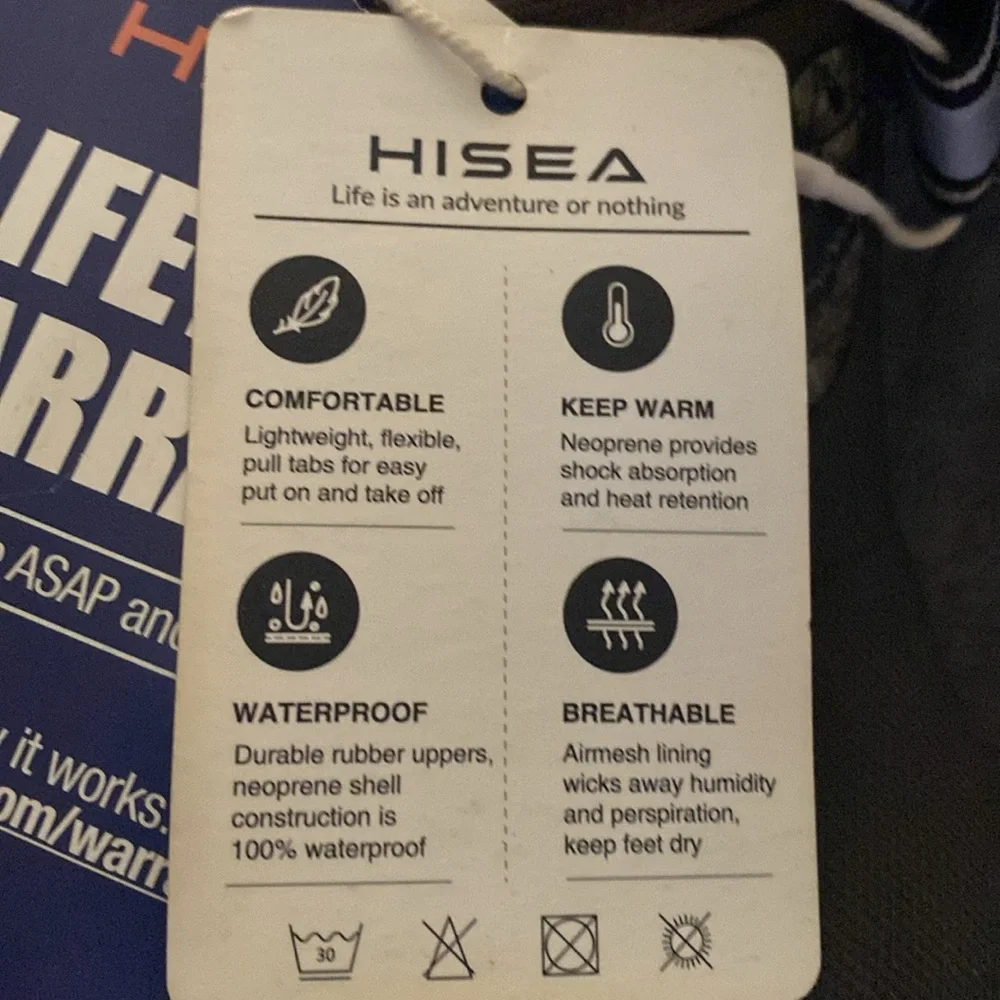 HISEA
Life is an adventure or nothing
COMFORTABLE
Lightweight, flexible,
pull tabs for easy
put on and take off
KEEP WARM
Neoprene provides
shock absorption
and heat retention
WATERPROOF
Durable rubber uppers,
neoprene shell
construction is
100% waterproof
BREATHABLE
Airmesh lining
wicks away humidity
and perspiration,
keep feet dry
30
H
LIFE
ARR
ASAP and
it works.
om/warr